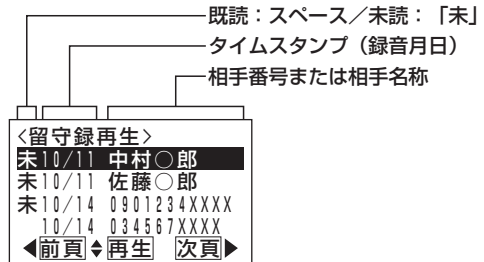 既読：スペース／未読：「未」
タイムスタンプ（録音月日）
相手番号または相手名称
<留守録再生>
未10/11 中村○郎
未10/11 佐藤○郎
未10/14 0901234XXXX
10/14 034567XXXX
◀前頁◆再生 次頁▶